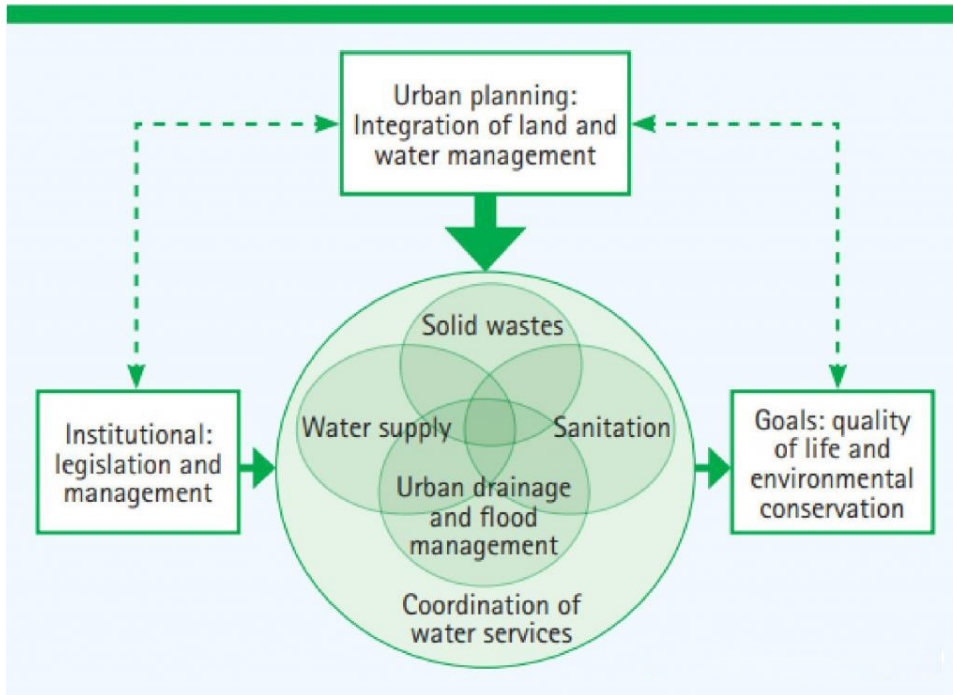 Urban planning:
Integration of land and
water management
Solid wastes
Water supply
Sanitation
Urban drainage
and flood
management
Coordination of
water services
Institutional:
legislation and
management
Goals: quality
of life and
environmental
conservation